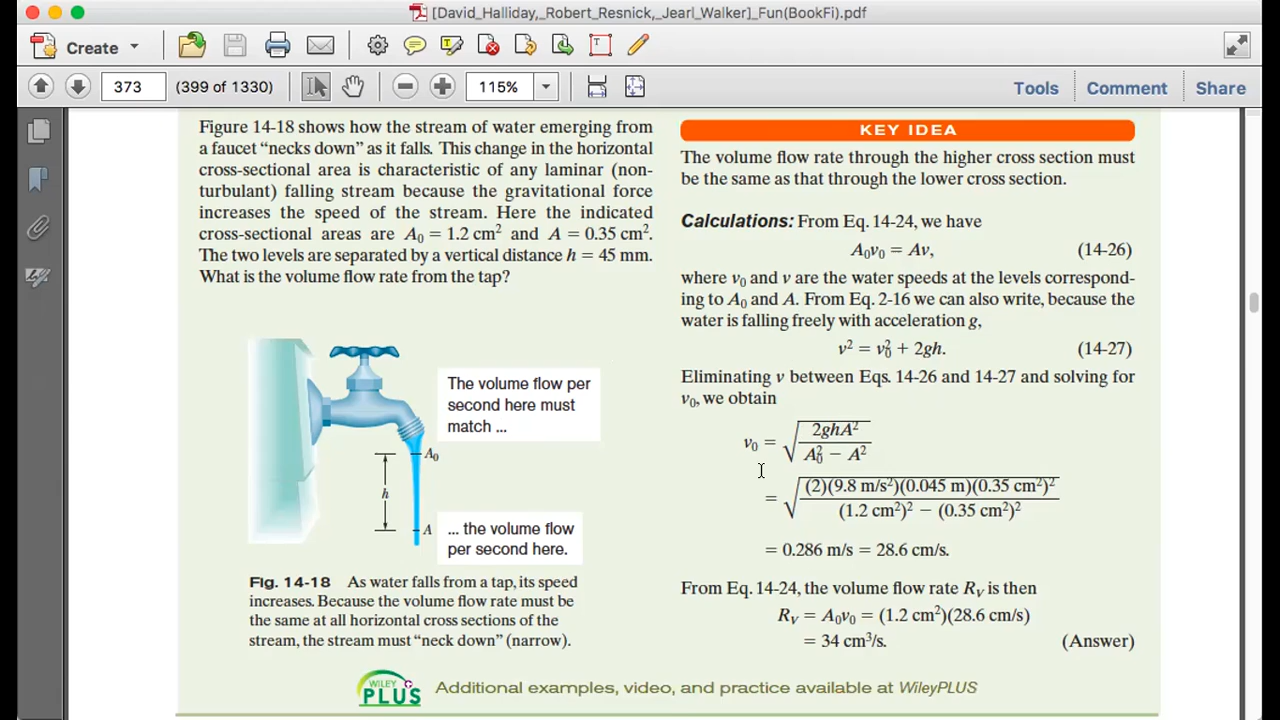 [David_Halliday,_Robert_Resnick,_Jearl_Walker]_Fun(BookFi).pdf
Create
373 (399 of 1330) 115% Tools Comment Share
Figure 14-18 shows how the stream of water emerging from
a faucet “necks down” as it falls. This change in the horizontal
cross-sectional area is characteristic of any laminar (non-
turbulant) falling stream because the gravitational force
increases the speed of the stream. Here the indicated
cross-sectional areas are A₀ = 1.2 cm² and A = 0.35 cm².
The two levels are separated by a vertical distance h = 45 mm.
What is the volume flow rate from the tap?
The volume flow per
second here must
match ...
A₀
h
A
... the volume flow
per second here.
Fig. 14-18 As water falls from a tap, its speed
increases. Because the volume flow rate must be
the same at all horizontal cross sections of the
stream, the stream must “neck down” (narrow).
KEY IDEA
The volume flow rate through the higher cross section must
be the same as that through the lower cross section.
Calculations: From Eq. 14-24, we have
A₀v₀ = Av, (14-26)
where v₀ and v are the water speeds at the levels correspond-
ing to A₀ and A. From Eq. 2-16 we can also write, because the
water is falling freely with acceleration g,
v² = v₀² + 2gh. (14-27)
Eliminating v between Eqs. 14-26 and 14-27 and solving for
v₀, we obtain
v₀ = √(2ghA² / (A₀² − A²))
= √((2)(9.8 m/s²)(0.045 m)(0.35 cm²)² / ((1.2 cm²)² − (0.35 cm²)²))
= 0.286 m/s = 28.6 cm/s.
From Eq. 14-24, the volume flow rate R_V is then
R_V = A₀v₀ = (1.2 cm²)(28.6 cm/s)
= 34 cm³/s. (Answer)
WILEY PLUS Additional examples, video, and practice available at WileyPLUS